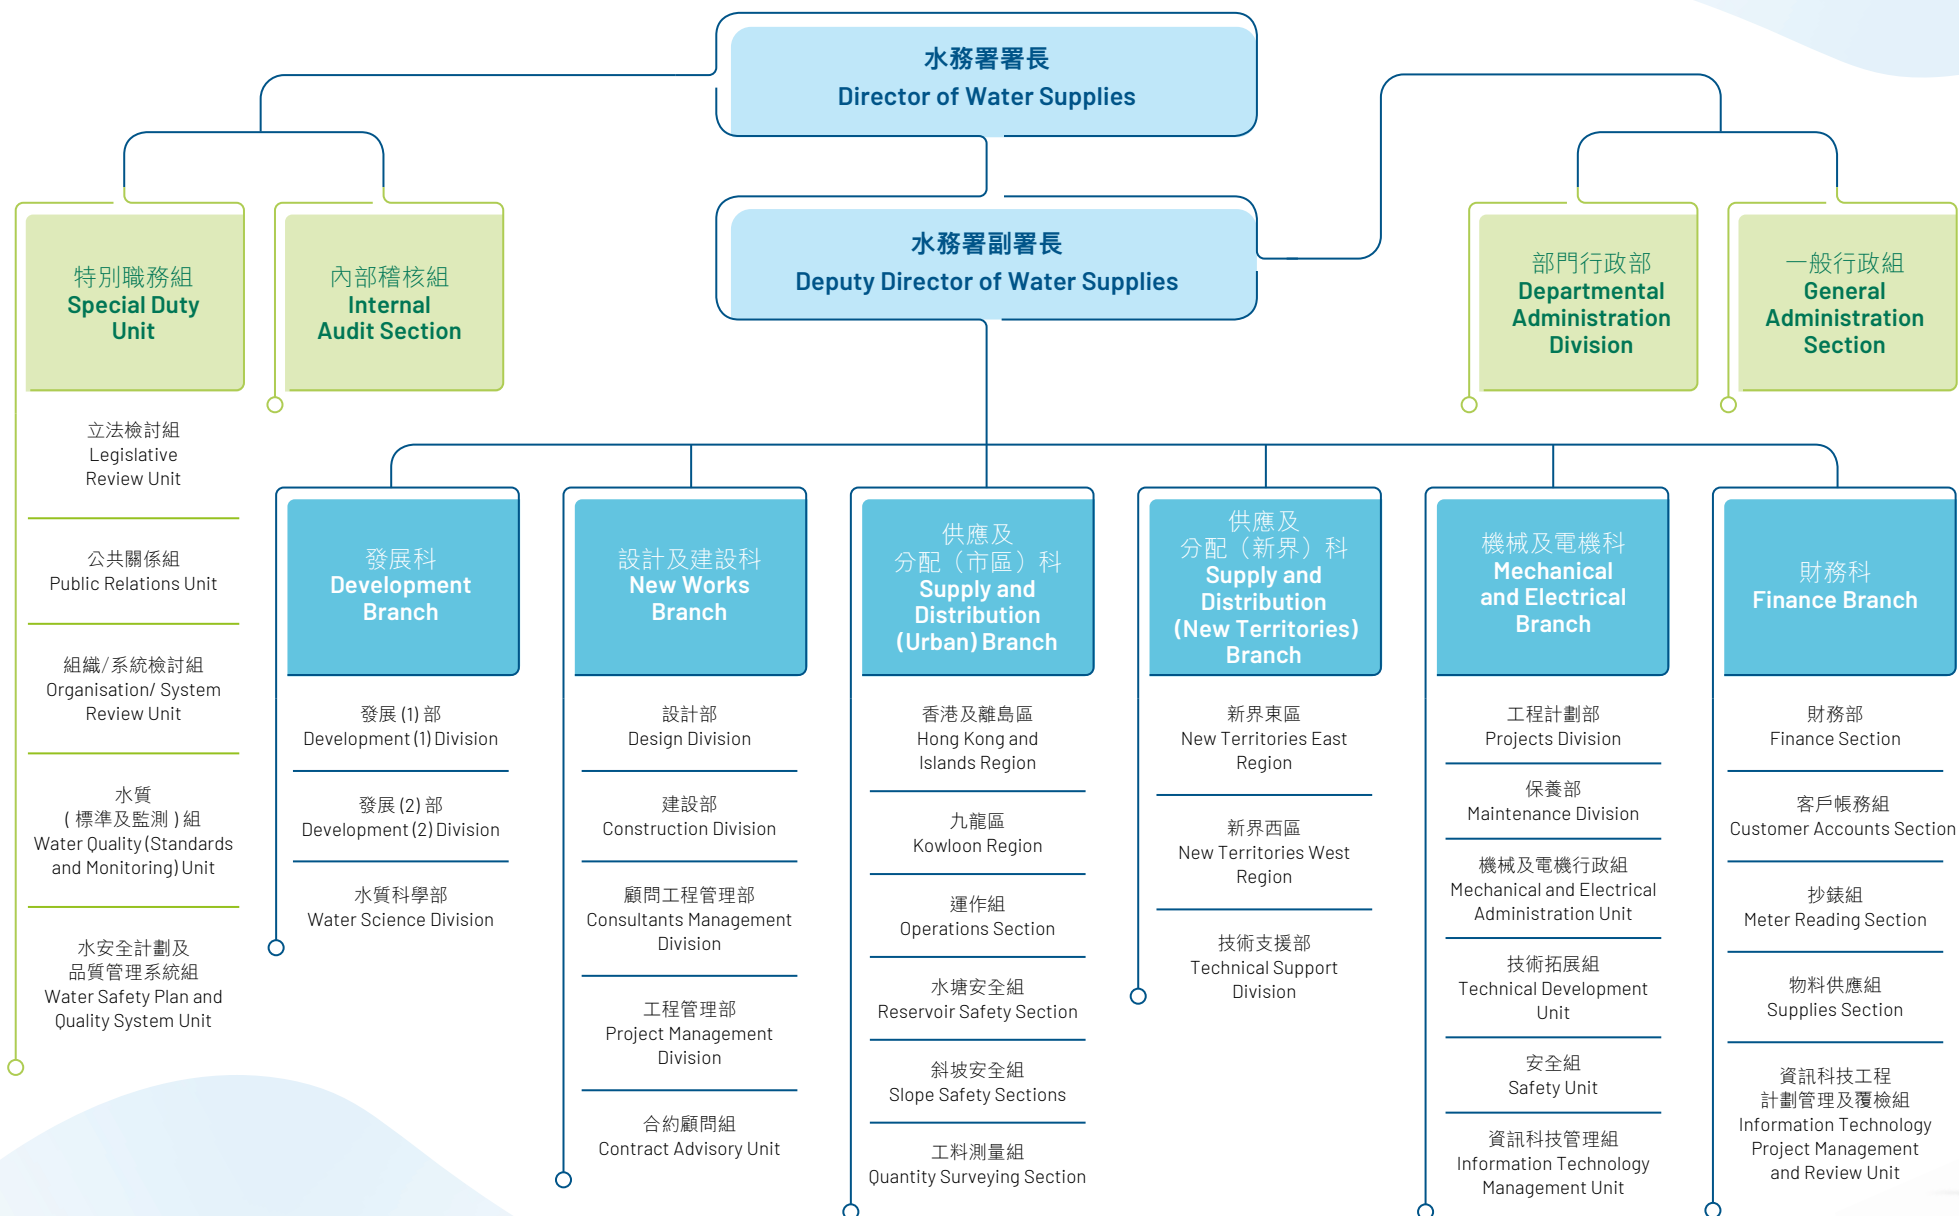 水務署署長
Director of Water Supplies
水務署副署長
Deputy Director of Water Supplies
特別職務組
Special Duty
Unit
立法檢討組
Legislative
Review Unit
公共關係組
Public Relations Unit
組織/系統檢討組
Organisation/ System
Review Unit
水質
( 標準及監測 ) 組
Water Quality (Standards
and Monitoring) Unit
水安全計劃及
品質管理系統組
Water Safety Plan and
Quality System Unit
內部稽核組
Internal
Audit Section
部門行政部
Departmental
Administration
Division
一般行政組
General
Administration
Section
發展科
Development
Branch
發展 (1) 部
Development (1) Division
發展 (2) 部
Development (2) Division
水質科學部
Water Science Division
設計及建設科
New Works
Branch
設計部
Design Division
建設部
Construction Division
顧問工程管理部
Consultants Management
Division
工程管理部
Project Management
Division
合約顧問組
Contract Advisory Unit
供應及
分配（市區）科
Supply and
Distribution
(Urban) Branch
香港及離島區
Hong Kong and
Islands Region
九龍區
Kowloon Region
運作組
Operations Section
水塘安全組
Reservoir Safety Section
斜坡安全組
Slope Safety Sections
工料測量組
Quantity Surveying Section
供應及
分配（新界）科
Supply and
Distribution
(New Territories)
Branch
新界東區
New Territories East
Region
新界西區
New Territories West
Region
技術支援部
Technical Support
Division
機械及電機科
Mechanical
and Electrical
Branch
工程計劃部
Projects Division
保養部
Maintenance Division
機械及電機行政組
Mechanical and Electrical
Administration Unit
技術拓展組
Technical Development
Unit
安全組
Safety Unit
資訊科技管理組
Information Technology
Management Unit
財務科
Finance Branch
財務部
Finance Section
客戶帳務組
Customer Accounts Section
抄錶組
Meter Reading Section
物料供應組
Supplies Section
資訊科技工程
計劃管理及覆檢組
Information Technology
Project Management
and Review Unit